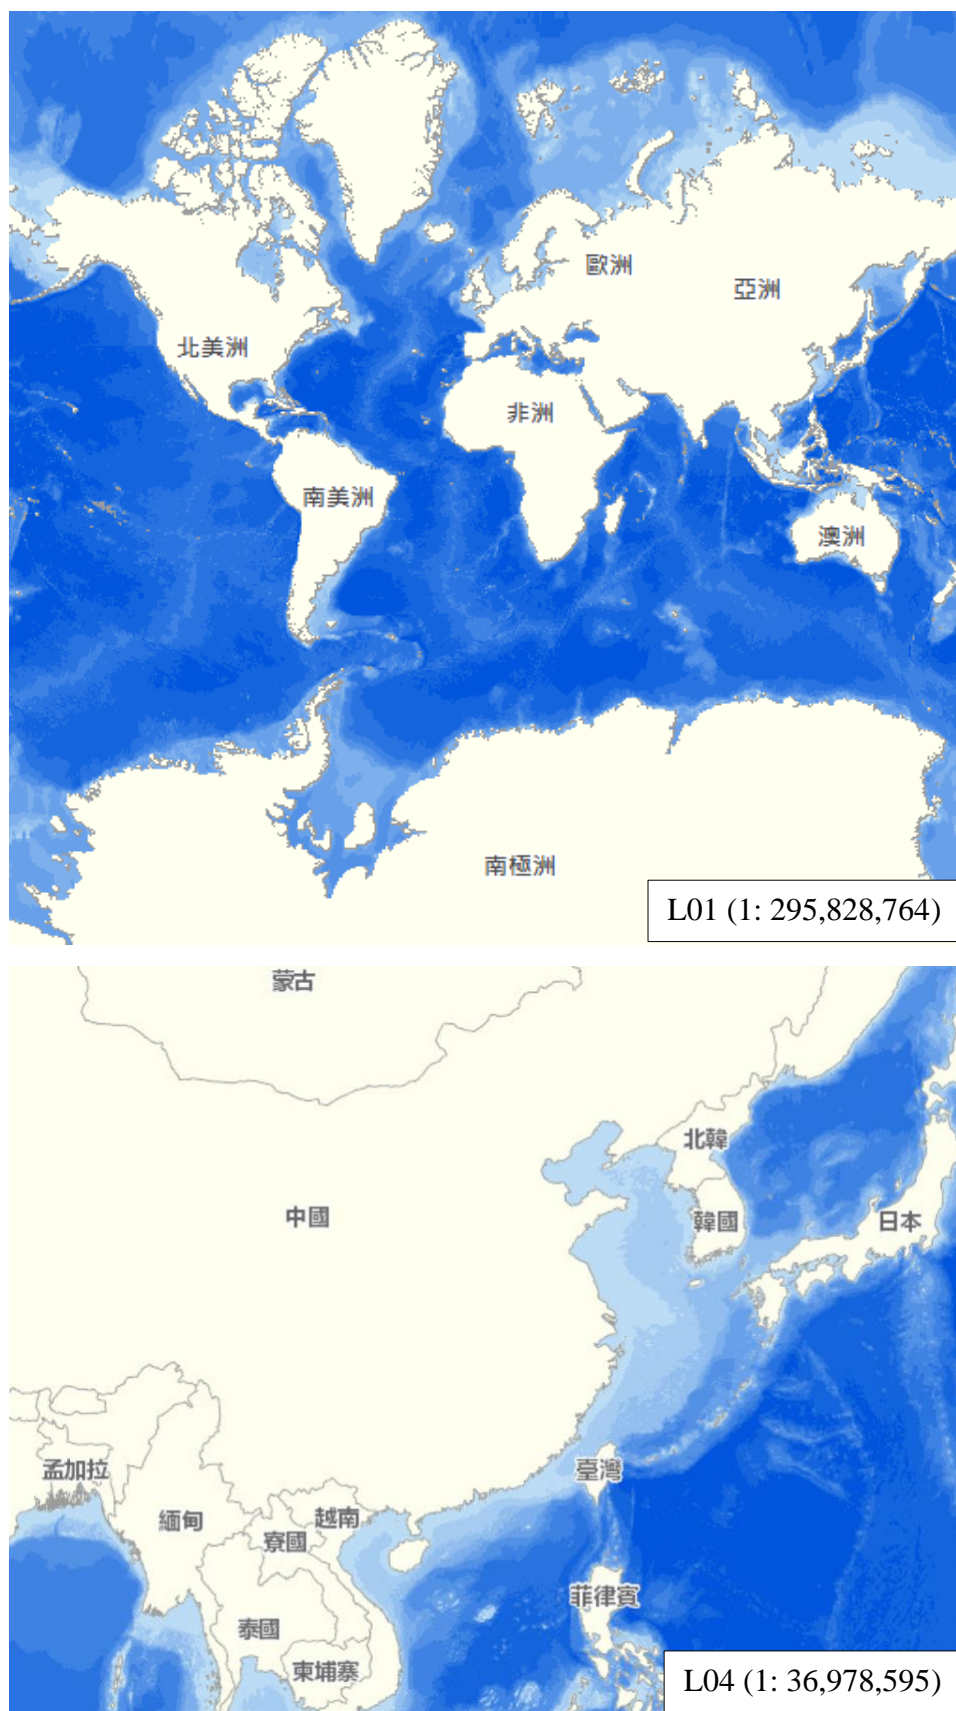 歐洲
亞洲
北美洲
非洲
南美洲
澳洲
南極洲
L01 (1: 295,828,764)
蒙古
北韓
中國
韓國
日本
孟加拉
臺灣
緬甸
越南
寮國
菲律賓
泰國
柬埔寨
L04 (1: 36,978,595)